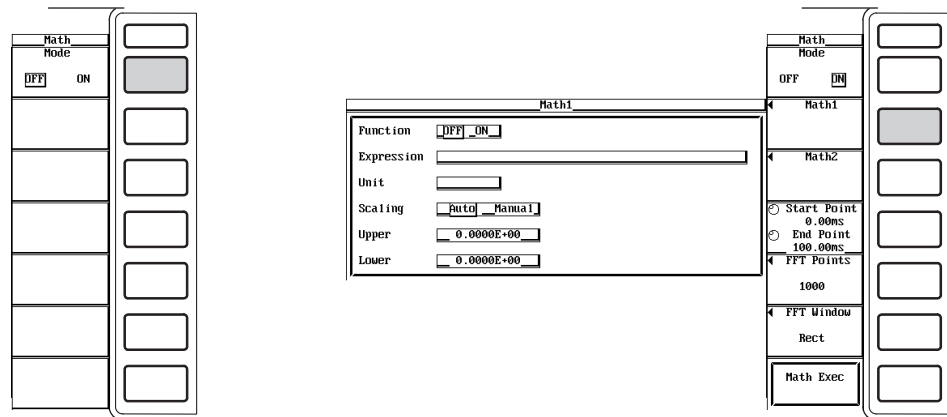 Math
Mode
OFF ON
Math1
Function OFF ON
Expression
Unit
Scaling Auto Manual
Upper 0.0000E+00
Lower 0.0000E+00
Math
Mode
OFF ON
Math1
Math2
Start Point
0.00ms
End Point
100.00ms
FFT Points
1000
FFT Window
Rect
Math Exec